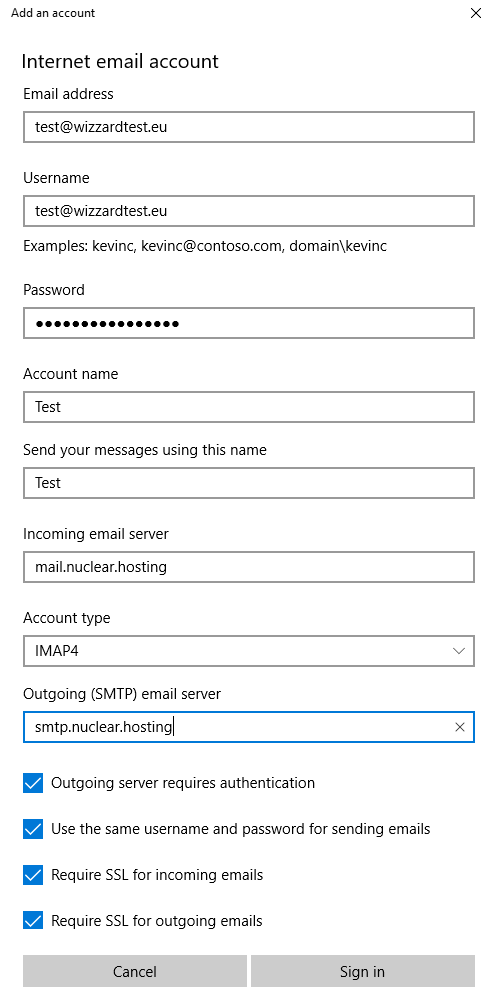 Add an account
Internet email account
Email address
test@wizzardtest.eu
Username
test@wizzardtest.eu
Examples: kevinc, kevinc@contoso.com, domain\kevinc
Password
●●●●●●●●●●●●●●●●
Account name
Test
Send your messages using this name
Test
Incoming email server
mail.nuclear.hosting
Account type
IMAP4
Outgoing (SMTP) email server
smtp.nuclear.hosting
Outgoing server requires authentication
Use the same username and password for sending emails
Require SSL for incoming emails
Require SSL for outgoing emails
Cancel
Sign in